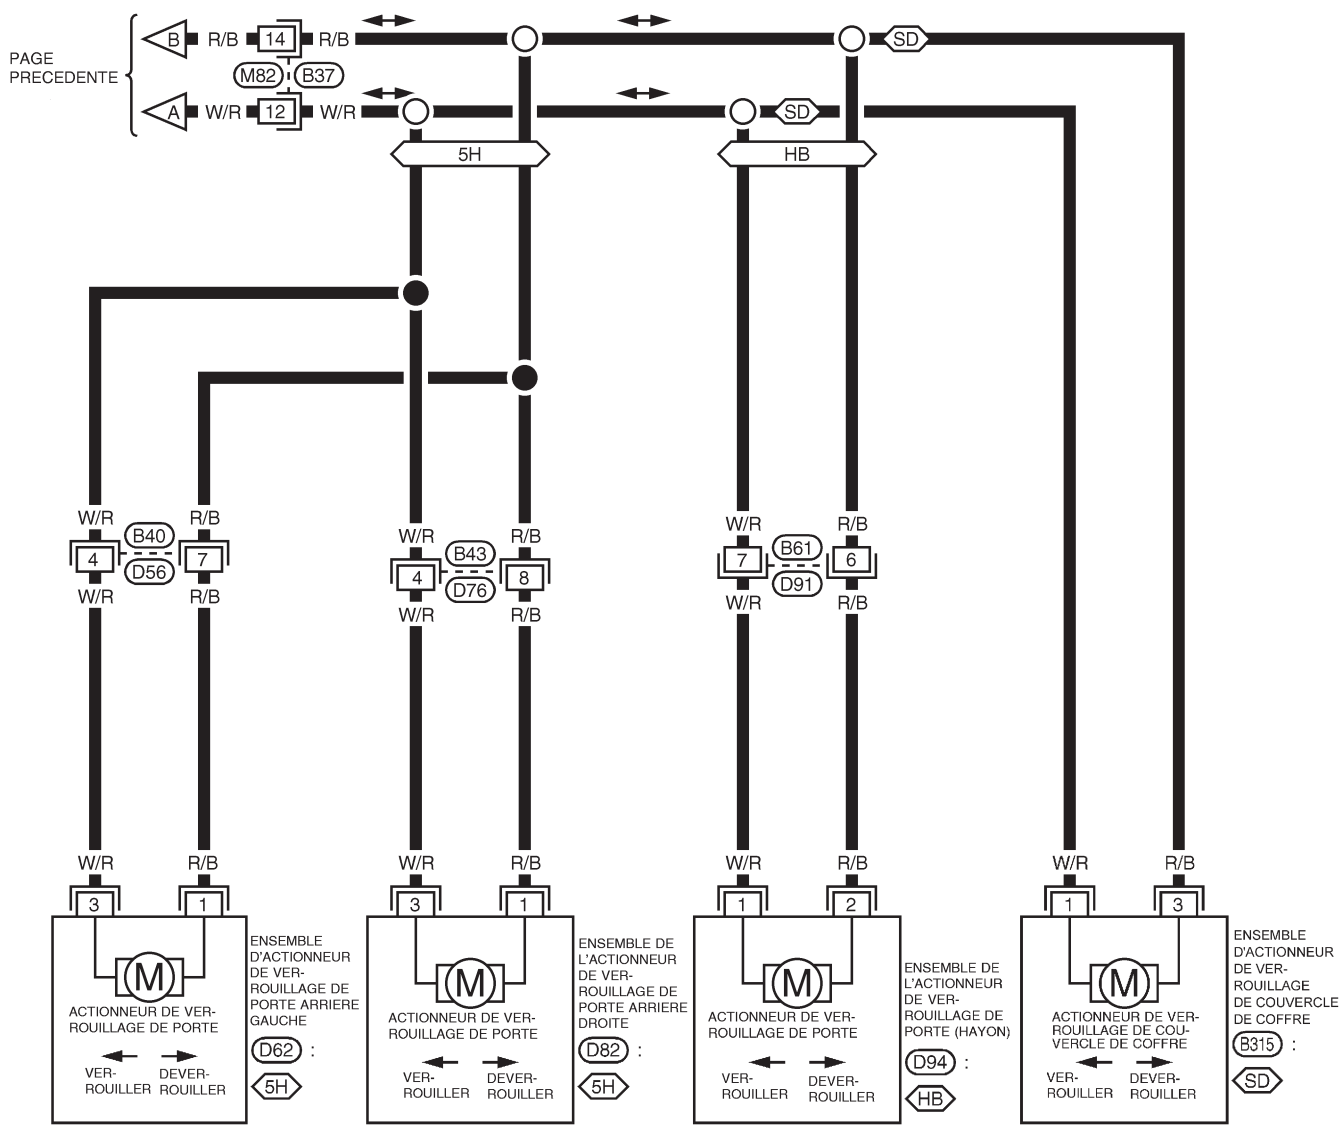 PAGE
PRECEDENTE
B R/B 14 R/B SD
M82 B37
A W/R 12 W/R SD
5H HB
W/R R/B
B40
4 7
D56
W/R R/B
W/R R/B
B43
4 8
D76
W/R R/B
W/R R/B
B61
7 6
D91
W/R R/B
W/R R/B W/R R/B W/R R/B W/R R/B
3 1 3 1 1 2 1 3
M
ACTIONNEUR DE VER-
ROUILLAGE DE PORTE
VER-
ROUILLER
DEVER-
ROUILLER
ENSEMBLE
D'ACTIONNEUR
DE VER-
ROUILLAGE DE
PORTE ARRIERE
GAUCHE
D62 :
5H
M
ACTIONNEUR DE VER-
ROUILLAGE DE PORTE
VER-
ROUILLER
DEVER-
ROUILLER
ENSEMBLE DE
L'ACTIONNEUR
DE VER-
ROUILLAGE DE
PORTE ARRIERE
DROITE
D82 :
5H
M
ACTIONNEUR DE VER-
ROUILLAGE DE PORTE
VER-
ROUILLER
DEVER-
ROUILLER
ENSEMBLE DE
L'ACTIONNEUR
DE VER-
ROUILLAGE DE
PORTE (HAYON)
D94 :
HB
M
ACTIONNEUR DE VER-
ROUILLAGE DE COU-
VERCLE DE COFFRE
VER-
ROUILLER
DEVER-
ROUILLER
ENSEMBLE
D'ACTIONNEUR
DE VER-
ROUILLAGE
DE COUVERCLE
DE COFFRE
B315 :
SD